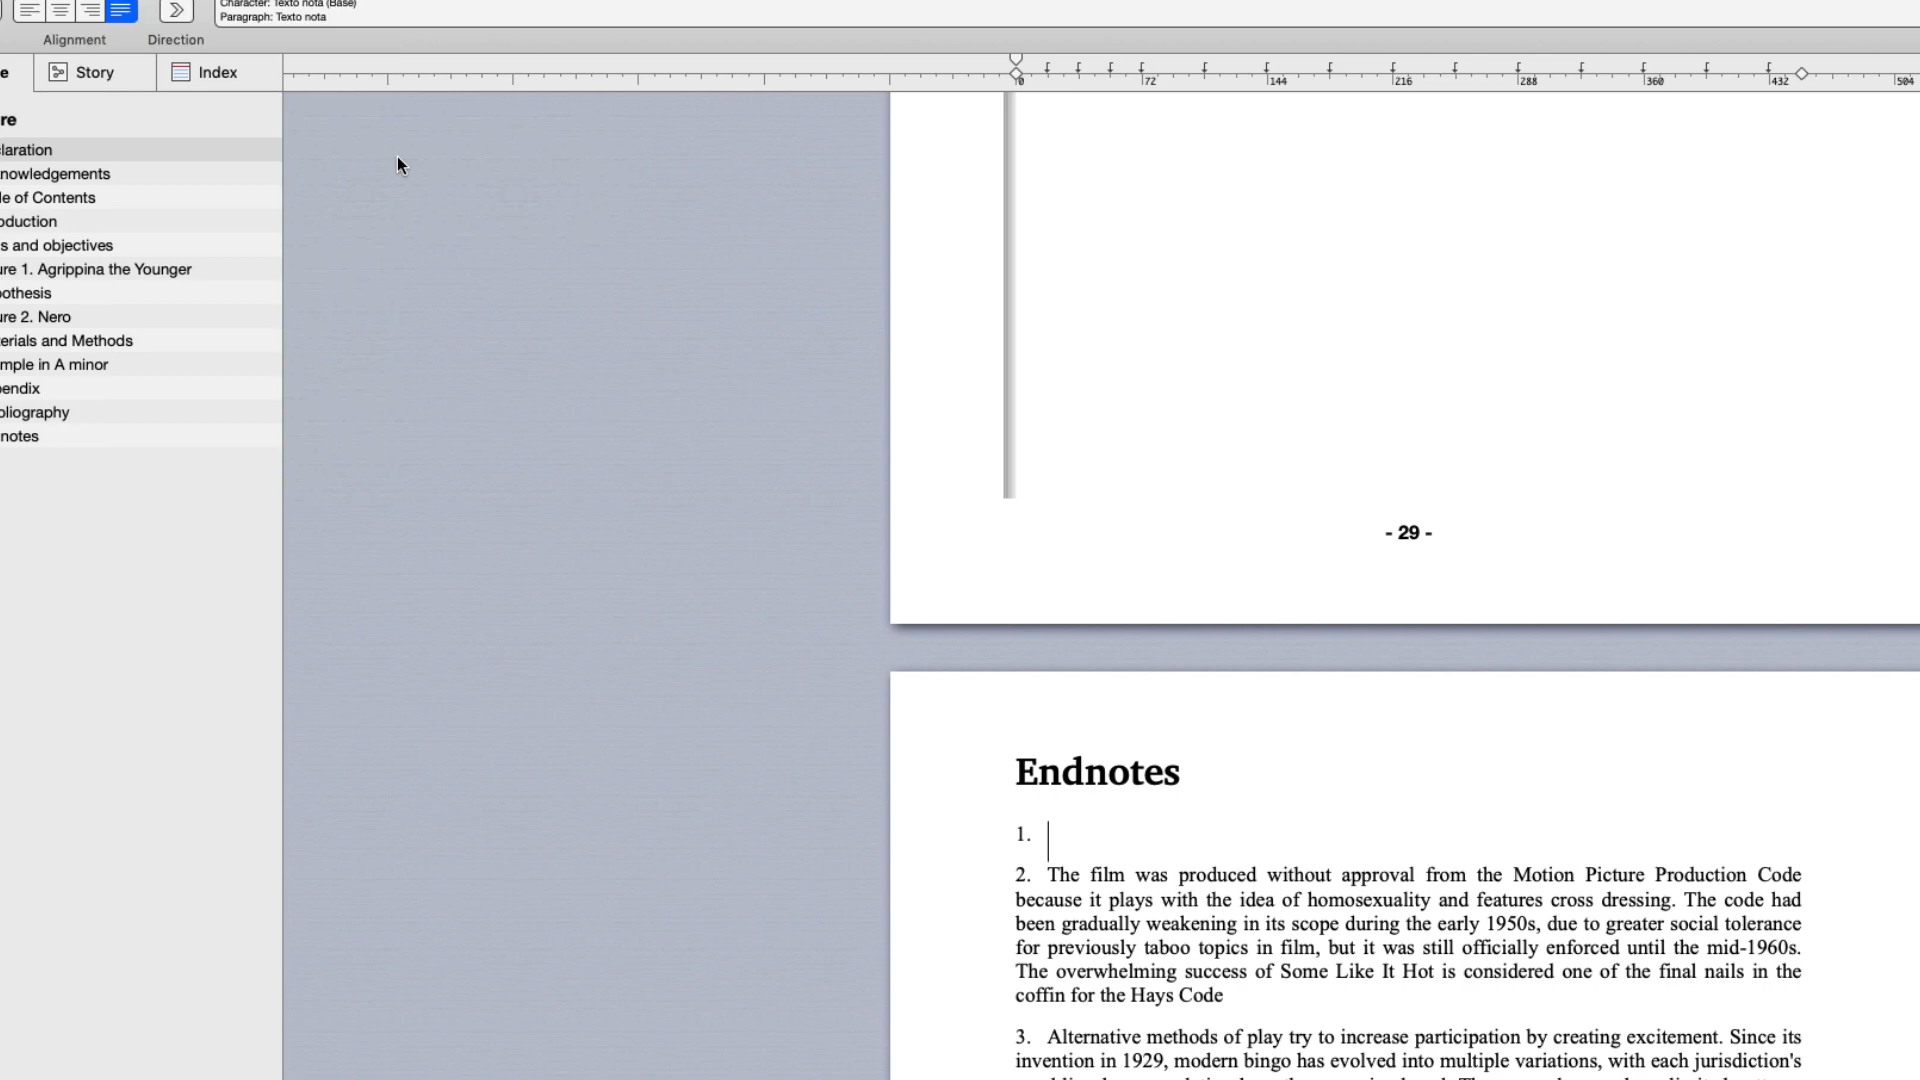 Character: Texto nota (Base)
Paragraph: Texto nota
Alignment
Direction
e
Story
Index
0
72
144
216
288
360
432
504
re
laration
nowledgements
le of Contents
oduction
s and objectives
ure 1. Agrippina the Younger
othesis
ure 2. Nero
erials and Methods
mple in A minor
endix
liography
notes
- 29 -
Endnotes
1.
2. The film was produced without approval from the Motion Picture Production Code
because it plays with the idea of homosexuality and features cross dressing. The code had
been gradually weakening in its scope during the early 1950s, due to greater social tolerance
for previously taboo topics in film, but it was still officially enforced until the mid-1960s.
The overwhelming success of Some Like It Hot is considered one of the final nails in the
coffin for the Hays Code
3. Alternative methods of play try to increase participation by creating excitement. Since its
invention in 1929, modern bingo has evolved into multiple variations, with each jurisdiction's